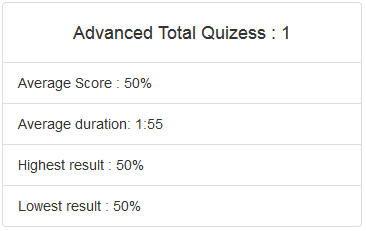 Advanced Total Quizess : 1
Average Score : 50%
Average duration: 1:55
Highest result : 50%
Lowest result : 50%